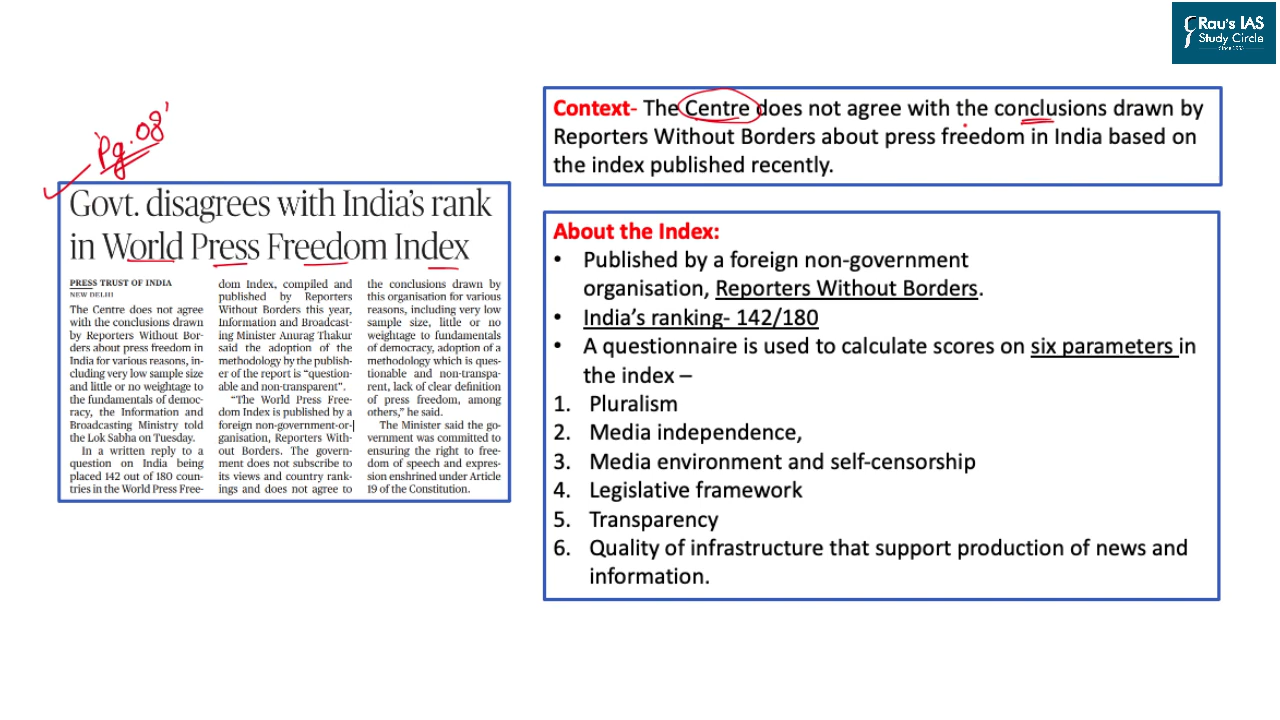 Rau's IAS
Study Circle
Since 1953
'Pg. 08'
Govt. disagrees with India's rank
in World Press Freedom Index
PRESS TRUST OF INDIA
NEW DELHI
The Centre does not agree
with the conclusions drawn
by Reporters Without Bor-
ders about press freedom in
India for various reasons, in-
cluding very low sample size
and little or no weightage to
the fundamentals of democ-
racy, the Information and
Broadcasting Ministry told
the Lok Sabha on Tuesday.
In a written reply to a
question on India being
placed 142 out of 180 coun-
tries in the World Press Free-
dom Index, compiled and
published by Reporters
Without Borders this year,
Information and Broadcast-
ing Minister Anurag Thakur
said the adoption of the
methodology by the publish-
er of the report is "question-
able and non-transparent".
"The World Press Free-
dom Index is published by a
foreign non-government-or-
ganisation, Reporters With-
out Borders. The govern-
ment does not subscribe to
its views and country rank-
ings and does not agree to
the conclusions drawn by
this organisation for various
reasons, including very low
sample size, little or no
weightage to fundamentals
of democracy, adoption of a
methodology which is ques-
tionable and non-transpa-
rent, lack of clear definition
of press freedom, among
others," he said.
The Minister said the go-
vernment was committed to
ensuring the right to free-
dom of speech and expres-
sion enshrined under Article
19 of the Constitution.
Context- The Centre does not agree with the conclusions drawn by
Reporters Without Borders about press freedom in India based on
the index published recently.
About the Index:
• Published by a foreign non-government
organisation, Reporters Without Borders.
• India's ranking- 142/180
• A questionnaire is used to calculate scores on six parameters in
the index –
1. Pluralism
2. Media independence,
3. Media environment and self-censorship
4. Legislative framework
5. Transparency
6. Quality of infrastructure that support production of news and
information.